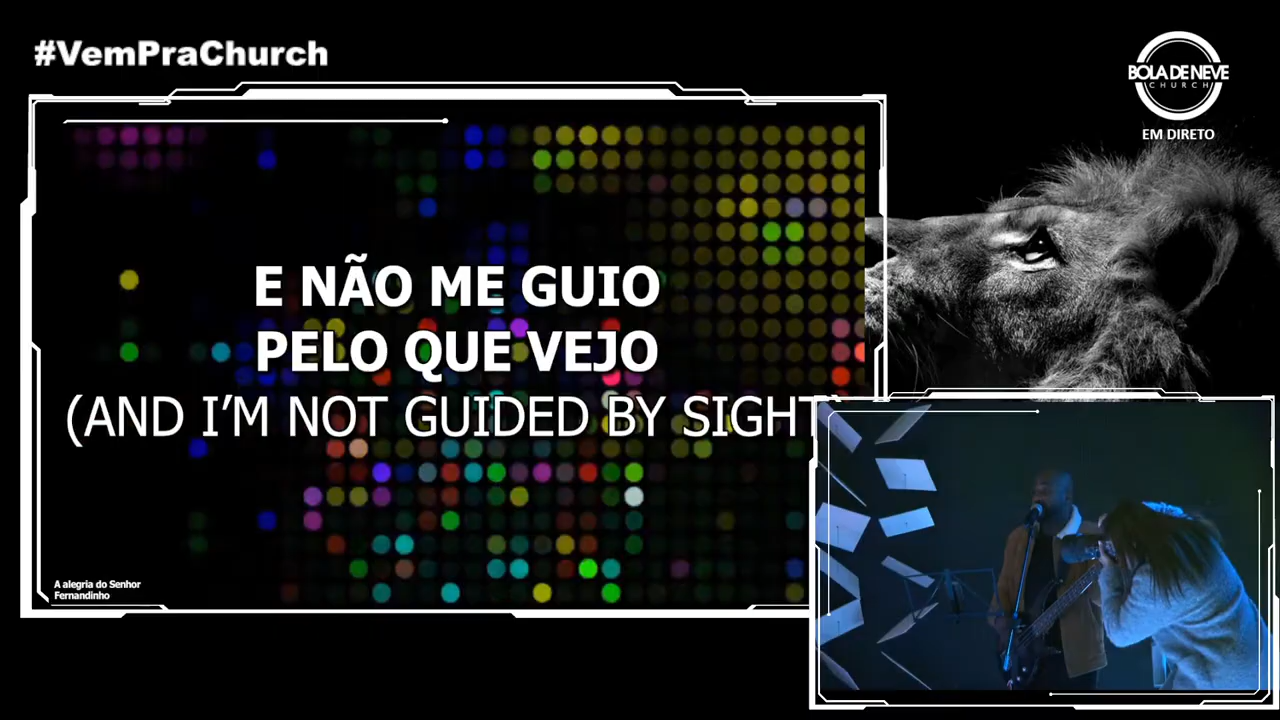 #VemPraChurch
BOLA DE NEVE
CHURCH
EM DIRETO
E NÃO ME GUIO
PELO QUE VEJO
(AND I'M NOT GUIDED BY SIGHT)
A alegria do Senhor
Fernandinho